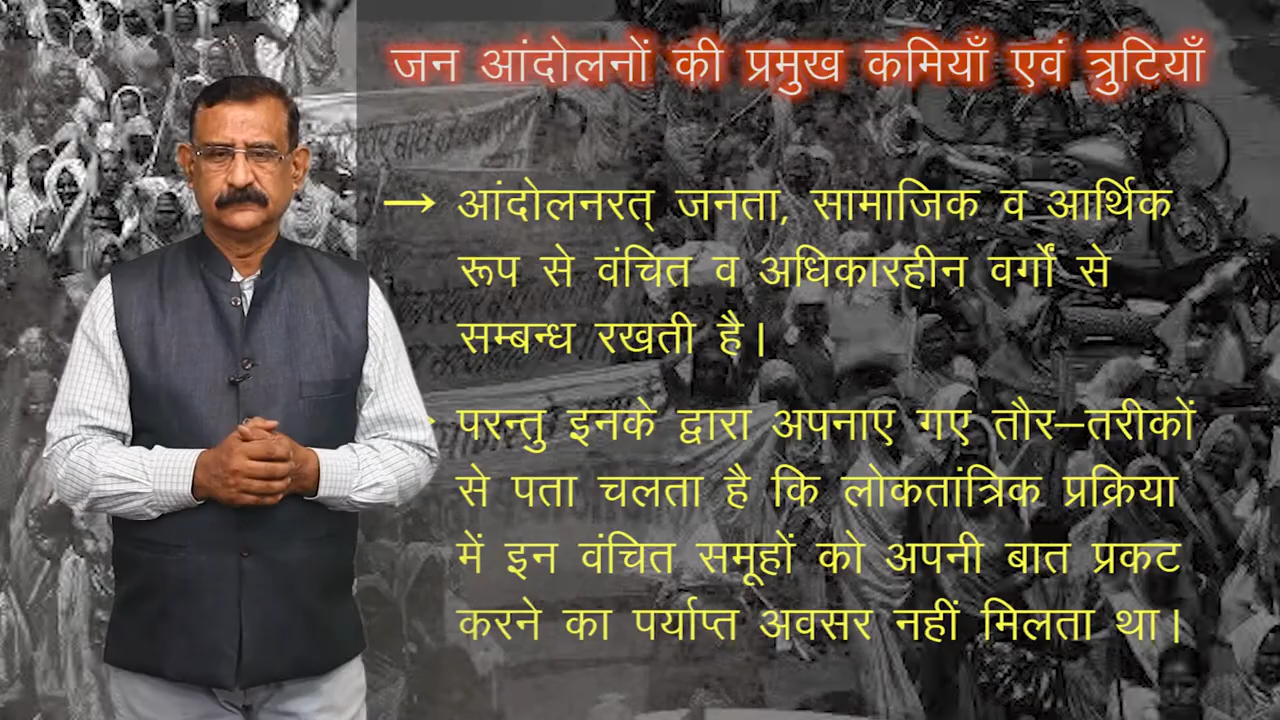 जन आंदोलनों की प्रमुख कमियाँ एवं त्रुटियाँ
→ आंदोलनरत् जनता, सामाजिक व आर्थिक
रूप से वंचित व अधिकारहीन वर्गों से
सम्बन्ध रखती है।
परन्तु इनके द्वारा अपनाए गए तौर–तरीकों
से पता चलता है कि लोकतांत्रिक प्रक्रिया
में इन वंचित समूहों को अपनी बात प्रकट
करने का पर्याप्त अवसर नहीं मिलता था।